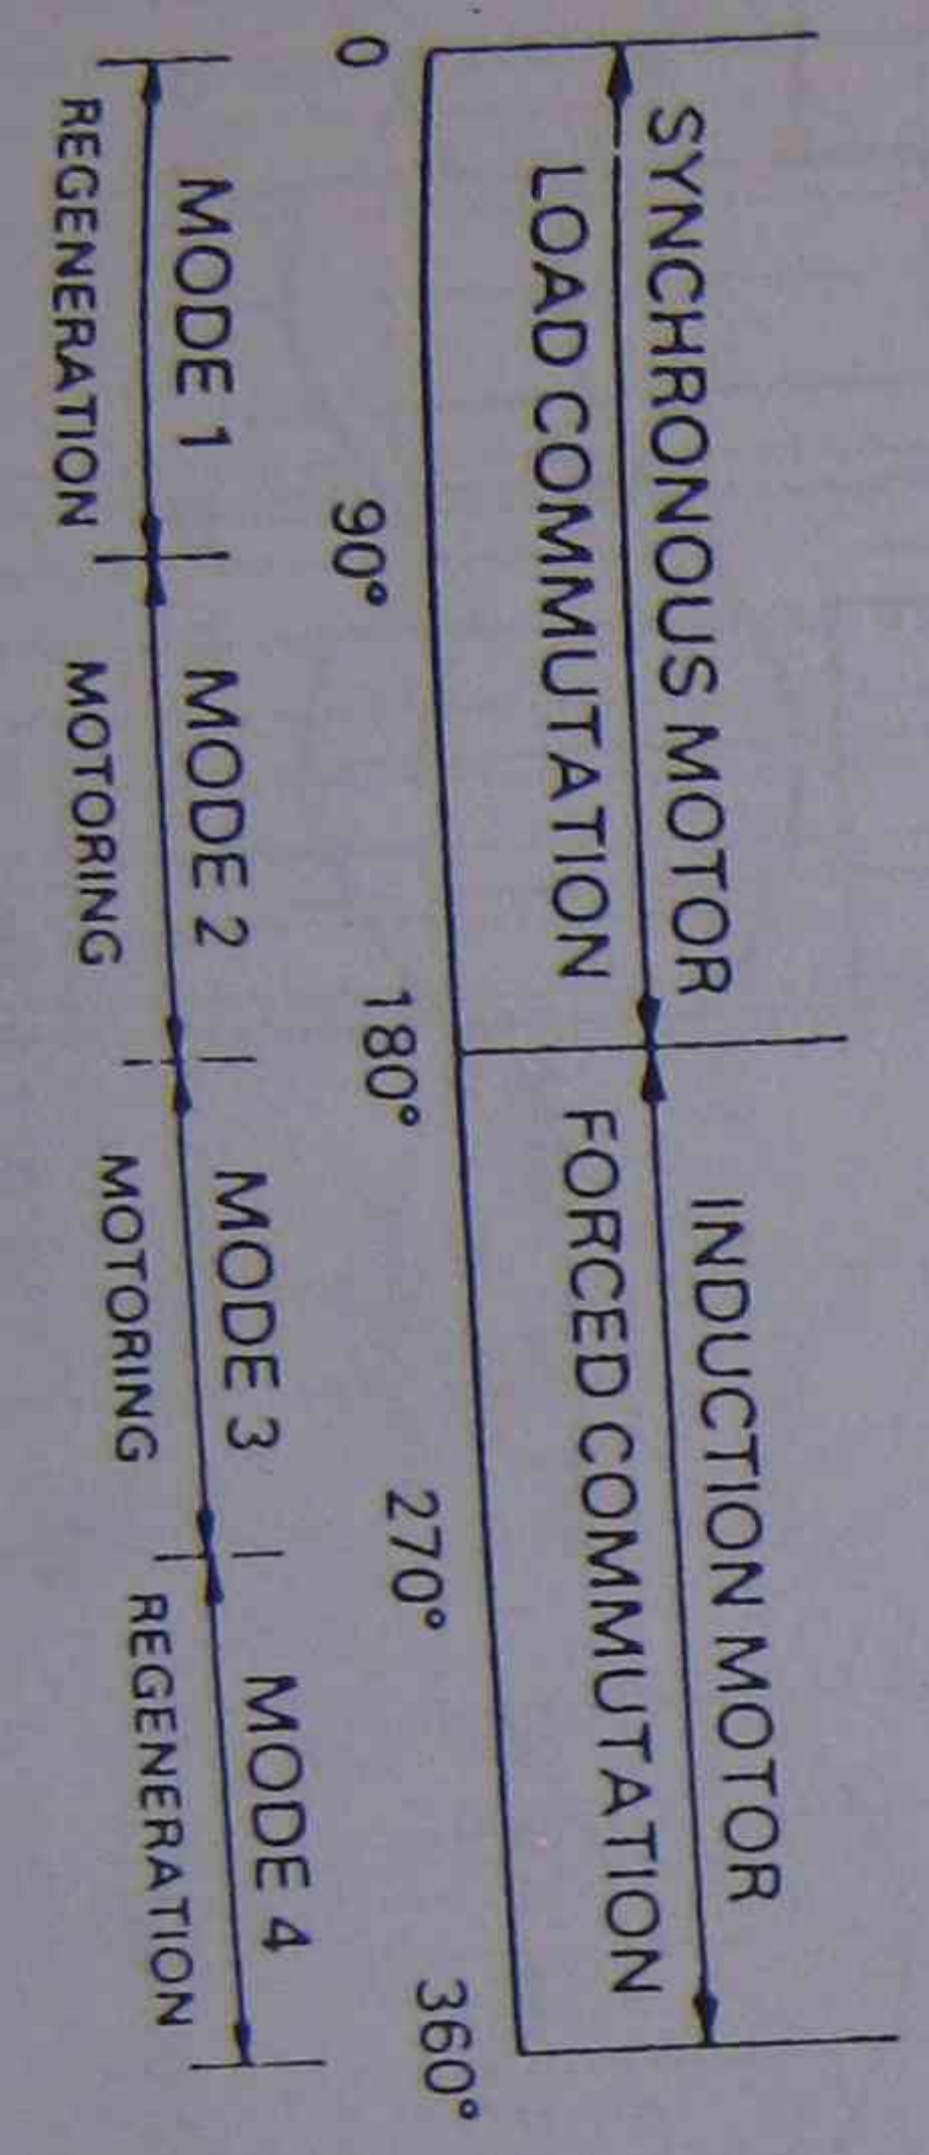 SYNCHRONOUS MOTOR INDUCTION MOTOR
LOAD COMMUTATION FORCED COMMUTATION
0 90° 180° 270° 360°
MODE 1 MODE 2 MODE 3 MODE 4
REGENERATION MOTORING MOTORING REGENERATION